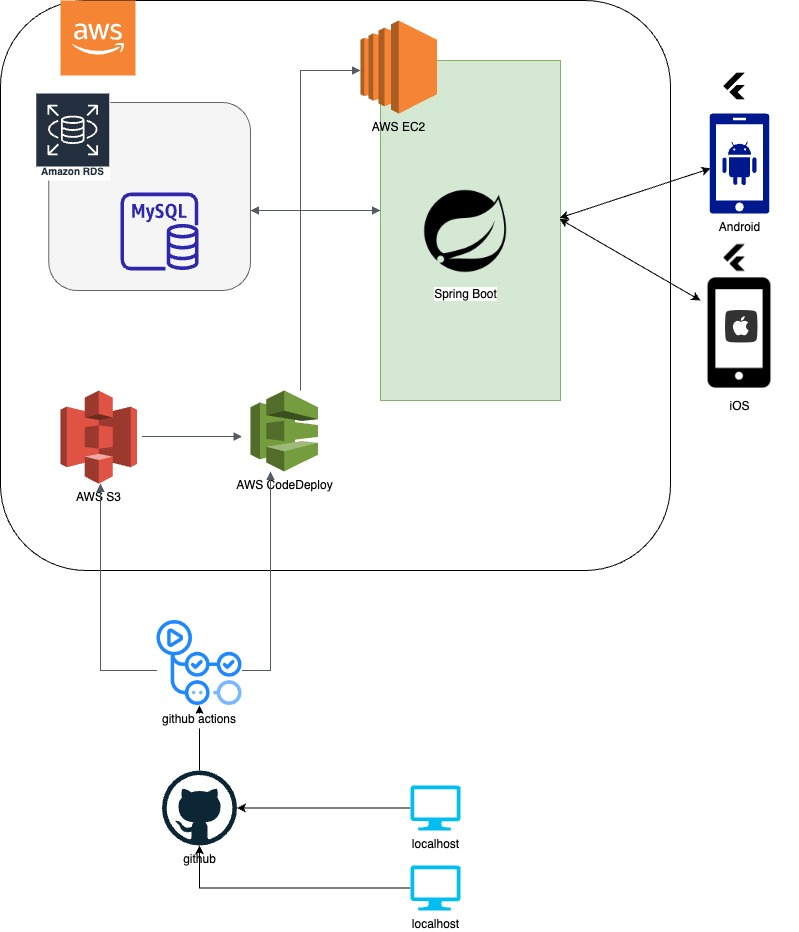 aws
AWS EC2
Amazon RDS
MySQL
Android
Spring Boot
iOS
AWS S3
AWS CodeDeploy
github actions
github
localhost
localhost